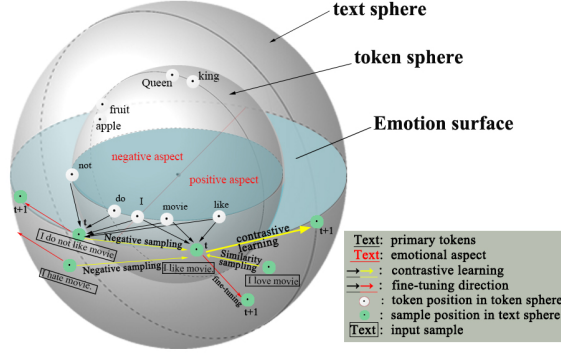 text sphere
token sphere
Emotion surface
Queen
king
fruit
apple
not
negative aspect
positive aspect
do
I
movie
like
t+1
t
t
t+1
I do not like movie.
Negative sampling
contrastive learning
Negative sampling
I like movie.
Similarity sampling
I hate movie.
I love movie.
fine-tuning
t+1
Text: primary tokens
Text: emotional aspect
: contrastive learning
: fine-tuning direction
: token position in token sphere
: sample position in text sphere
Text : input sample